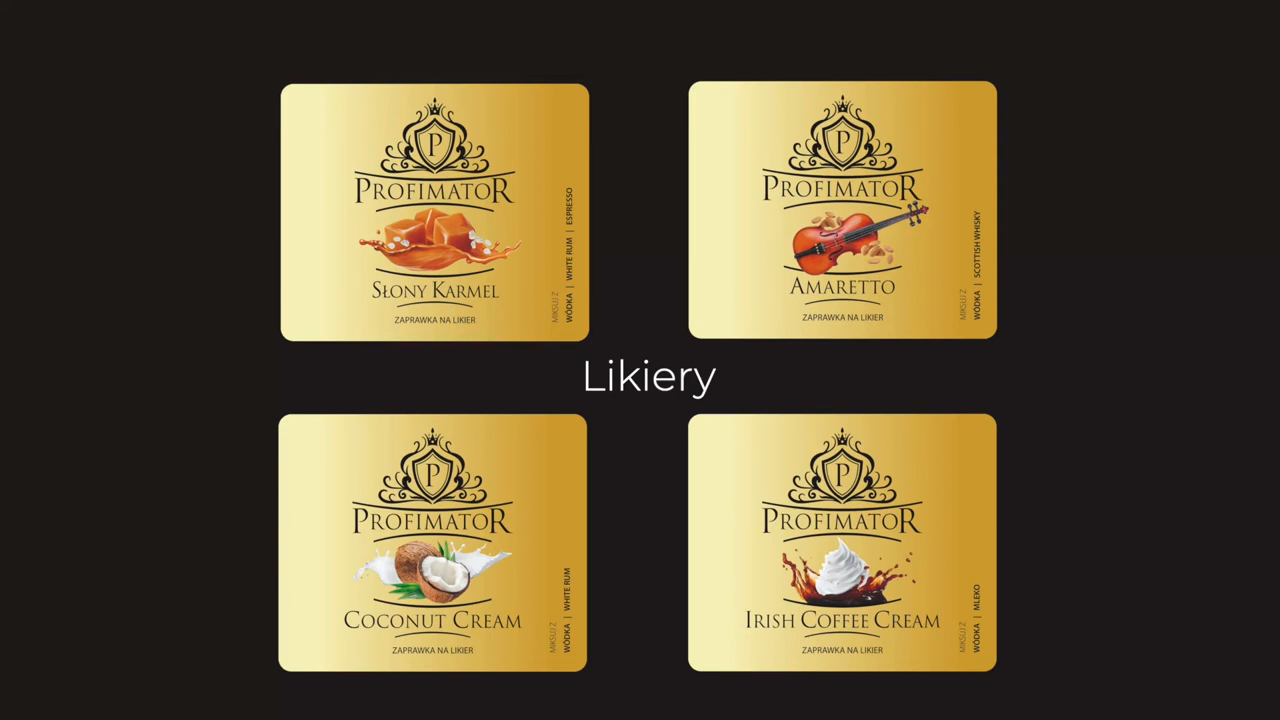 P
PROFIMATOR
SŁONY KARMEL
ZAPRAWKA NA LIKIER
MIKSUJ Z
WÓDKA | WHITE RUM | ESPRESSO
P
PROFIMATOR
AMARETTO
ZAPRAWKA NA LIKIER
MIKSUJ Z
WÓDKA | SCOTTISH WHISKY
Likiery
P
PROFIMATOR
COCONUT CREAM
ZAPRAWKA NA LIKIER
MIKSUJ Z
WÓDKA | WHITE RUM
P
PROFIMATOR
IRISH COFFEE CREAM
ZAPRAWKA NA LIKIER
MIKSUJ Z
WÓDKA | MLEKO